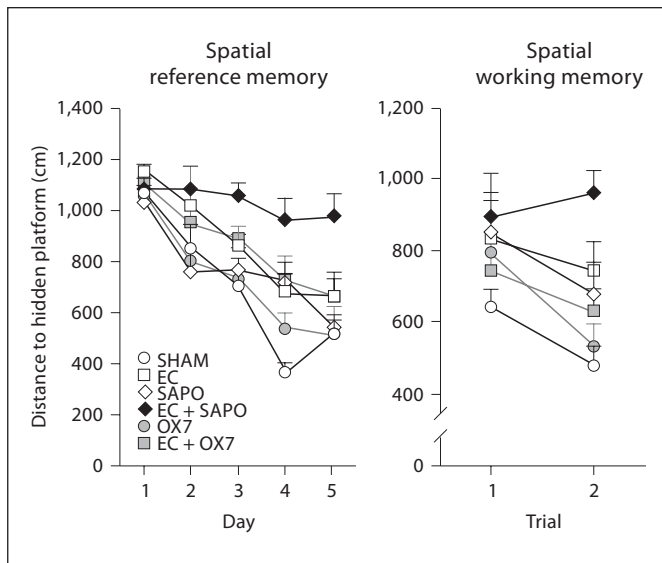 Spatial
reference memory
Spatial
working memory
Distance to hidden platform (cm)
1,400
1,200
1,000
800
600
400
200
0
SHAM
EC
SAPO
EC + SAPO
OX7
EC + OX7
1 2 3 4 5
Day
1,200
1,000
800
600
400
0
1 2
Trial